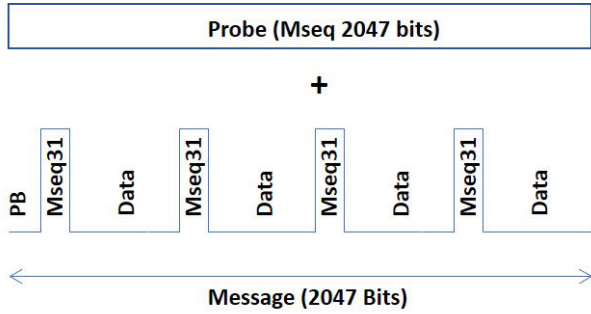 Probe (Mseq 2047 bits)
+
PB
Mseq31
Data
Mseq31
Data
Mseq31
Data
Mseq31
Data
Message (2047 Bits)